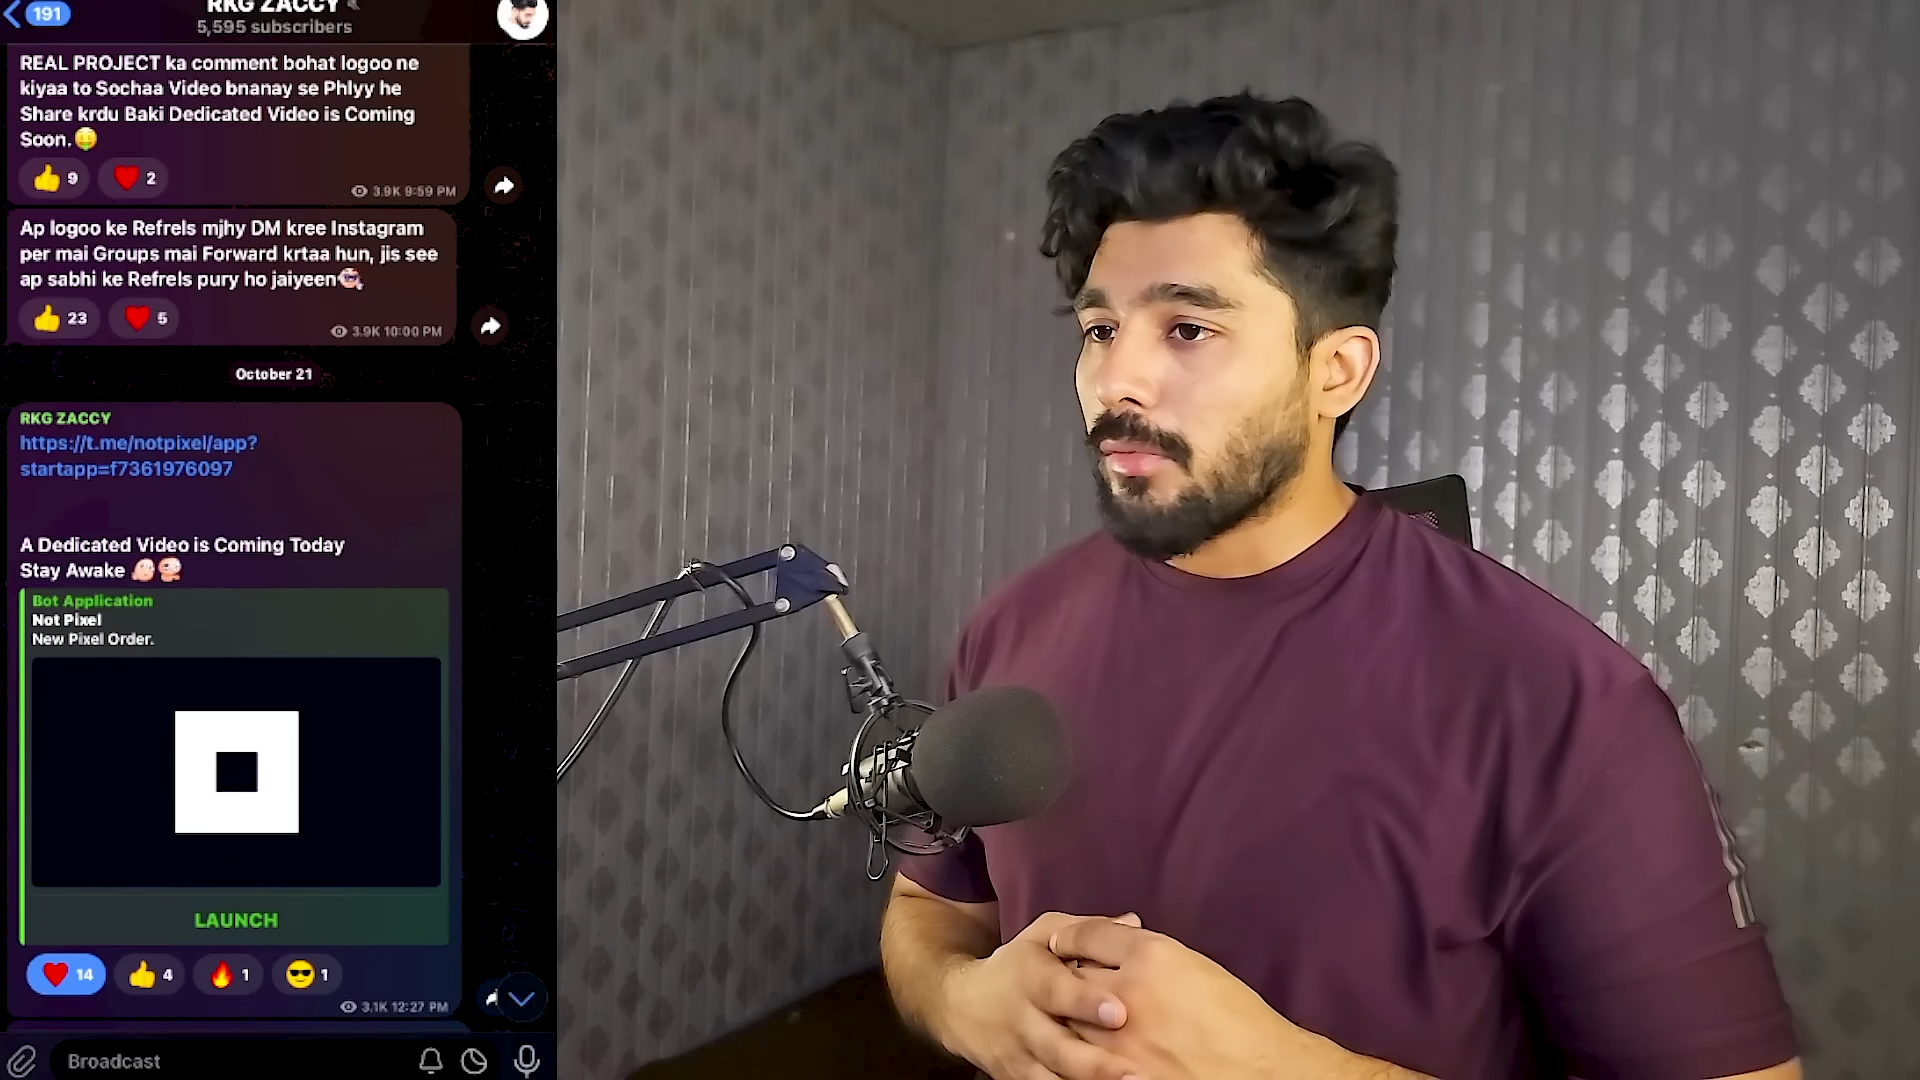 191
RKG ZACCY
5,595 subscribers
REAL PROJECT ka comment bohat logoo ne
kiyaa to Sochaa Video bnanay se Phlyy he
Share krdu Baki Dedicated Video is Coming
Soon.🤑
👍 9 ❤️ 2
3.9K 9:59 PM
Ap logoo ke Refrels mjhy DM kree Instagram
per mai Groups mai Forward krtaa hun, jis see
ap sabhi ke Refrels pury ho jaiyeen
👍 23 ❤️ 5
3.9K 10:00 PM
October 21
RKG ZACCY
https://t.me/notpixel/app?
startapp=f7361976097
A Dedicated Video is Coming Today
Stay Awake
Bot Application
Not Pixel
New Pixel Order.
LAUNCH
❤️ 14 👍 4 🔥 1 😎 1
3.1K 12:27 PM
Broadcast